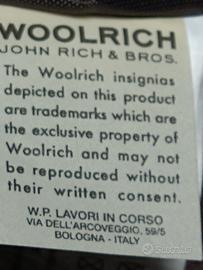 WOOLRICH
JOHN RICH & BROS.
The Woolrich insignias
depicted on this product
are trademarks which are
the exclusive property of
Woolrich and may not
be reproduced without
their written consent.
W.P. LAVORI IN CORSO
VIA DELL'ARCOVEGGIO, 59/5
BOLOGNA - ITALY
subito